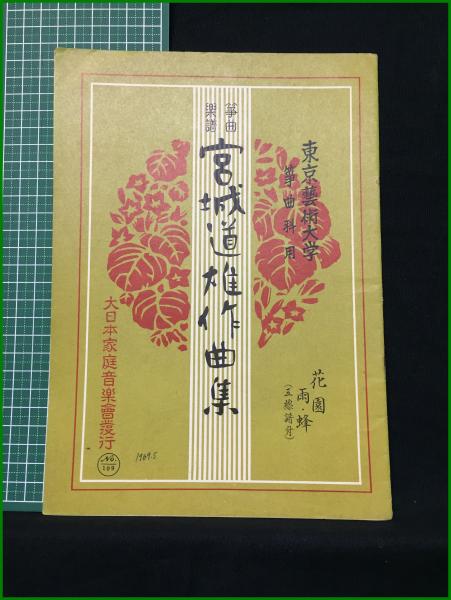 東京藝術大学
箏曲科用
箏曲
楽譜
宮城道雄作曲集
花園
雨・蜂
(五線譜付)
大日本家庭音楽會發行
No.
109
1969.5